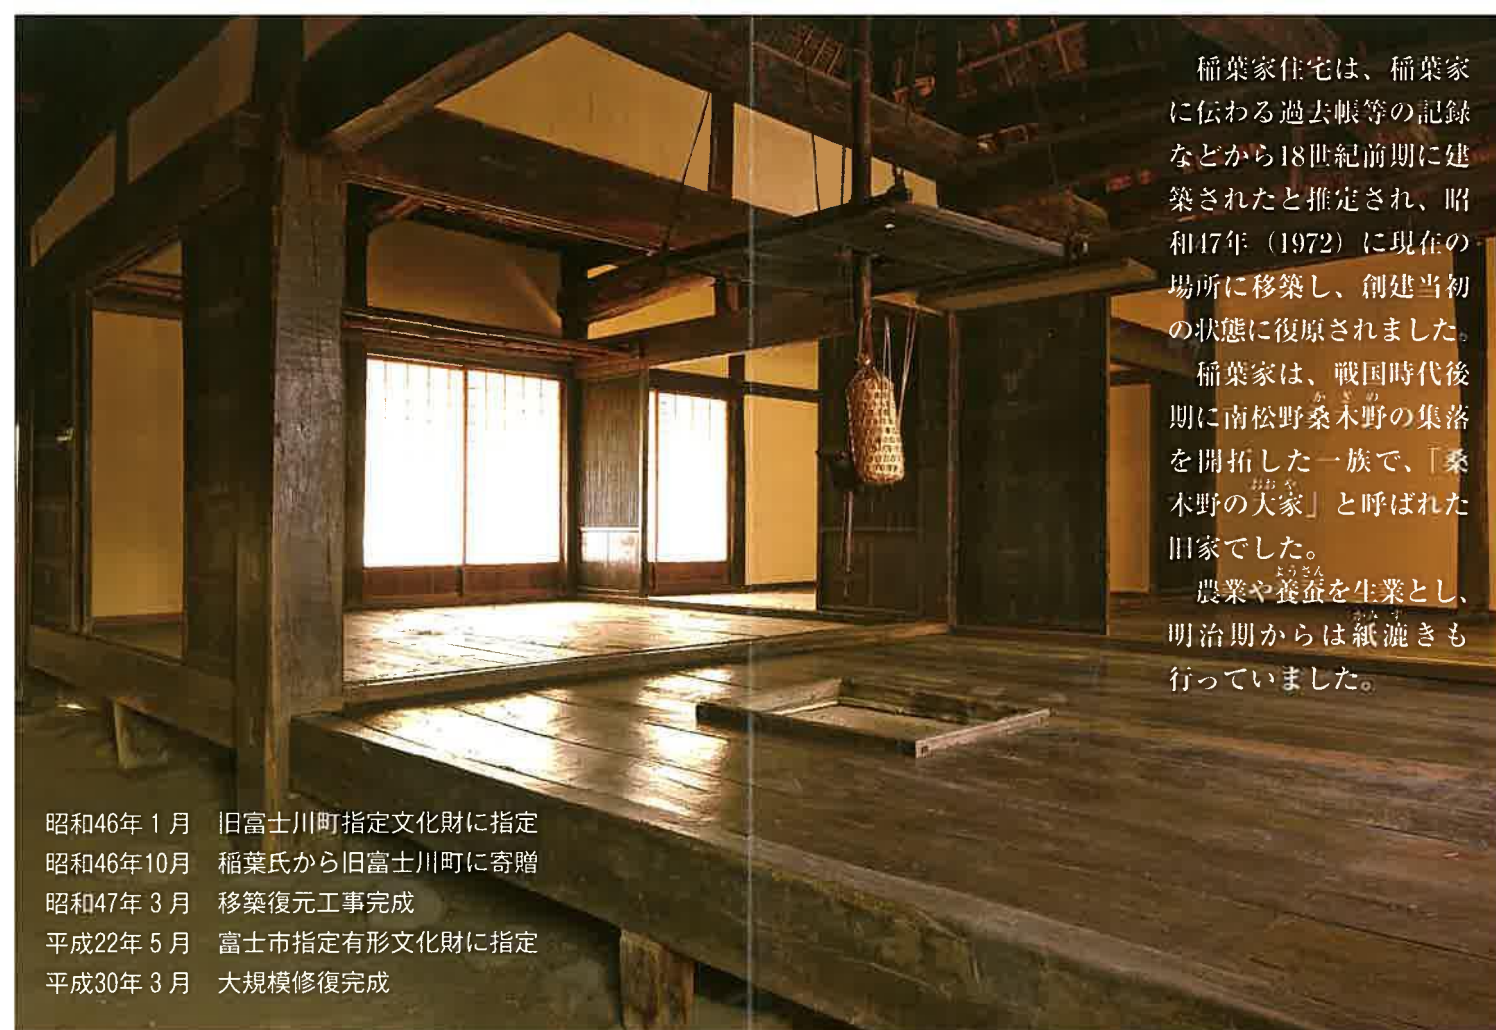 稲葉家住宅は、稲葉家
に伝わる過去帳等の記録
などから18世紀前期に建
築されたと推定され、昭
和47年（1972）に現在の
場所に移築し、創建当初
の状態に復原されました。
稲葉家は、戦国時代後
かぎの
期に南松野桑木野の集落
を開拓した一族で、「桑
おおや
木野の大家」と呼ばれた
旧家でした。
ようさん
農業や養蚕を生業とし、
明治期からは紙漉きも
行っていました。
昭和46年1月 旧富士川町指定文化財に指定
昭和46年10月 稲葉氏から旧富士川町に寄贈
昭和47年3月 移築復元工事完成
平成22年5月 富士市指定有形文化財に指定
平成30年3月 大規模修復完成